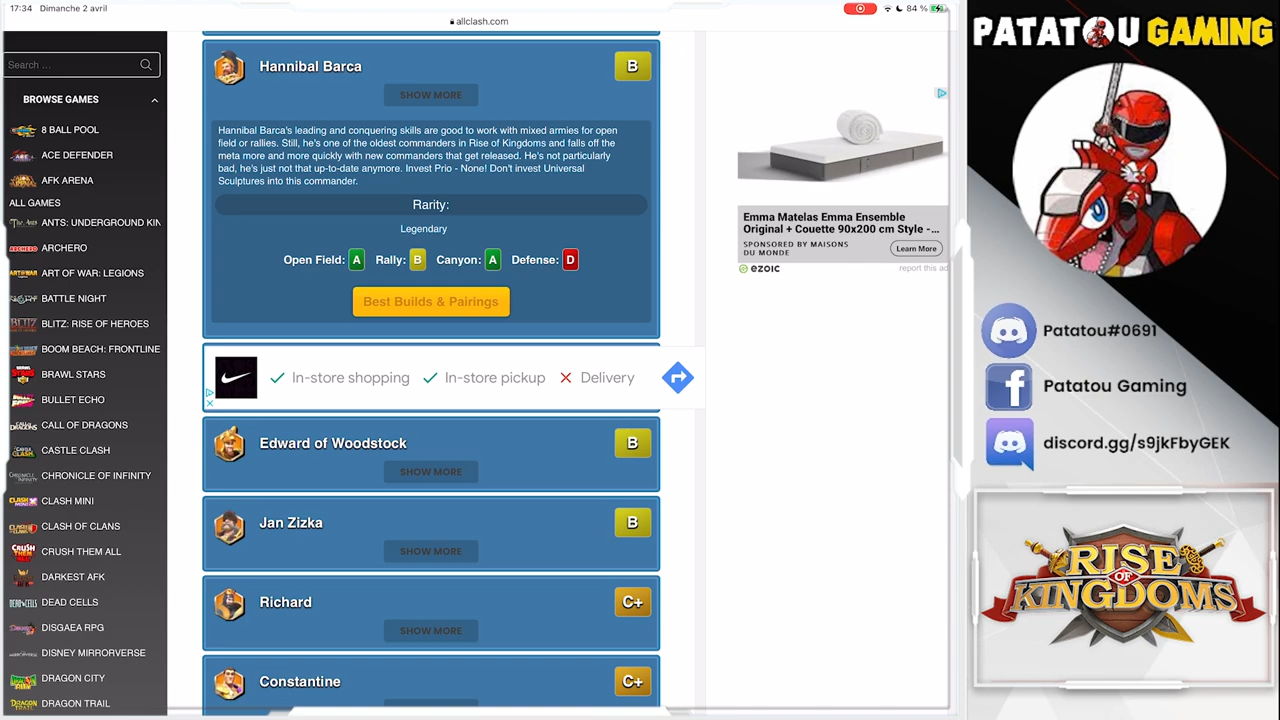 17:34 Dimanche 2 avril
84 %
allclash.com
Search ...
BROWSE GAMES
8 BALL POOL
ACE DEFENDER
AFK ARENA
ALL GAMES
ANTS: UNDERGROUND KIN
ARCHERO
ART OF WAR: LEGIONS
BATTLE NIGHT
BLITZ: RISE OF HEROES
BOOM BEACH: FRONTLINE
BRAWL STARS
BULLET ECHO
CALL OF DRAGONS
CASTLE CLASH
CHRONICLE OF INFINITY
CLASH MINI
CLASH OF CLANS
CRUSH THEM ALL
DARKEST AFK
DEAD CELLS
DISGAEA RPG
DISNEY MIRRORVERSE
DRAGON CITY
DRAGON TRAIL
Hannibal Barca
B
SHOW MORE
Hannibal Barca's leading and conquering skills are good to work with mixed armies for open
field or rallies. Still, he's one of the oldest commanders in Rise of Kingdoms and falls off the
meta more and more quickly with new commanders that get released. He's not particularly
bad, he's just not that up-to-date anymore. Invest Prio - None! Don't invest Universal
Sculptures into this commander.
Rarity:
Legendary
Open Field: A Rally: B Canyon: A Defense: D
Best Builds & Pairings
In-store shopping In-store pickup Delivery
Edward of Woodstock
B
SHOW MORE
Jan Zizka
B
SHOW MORE
Richard
C+
SHOW MORE
Constantine
C+
Emma Matelas Emma Ensemble
Original + Couette 90x200 cm Style -...
SPONSORED BY MAISONS
DU MONDE
Learn More
ezoic
report this ad
PATATOU GAMING
Patatou#0691
Patatou Gaming
discord.gg/s9jkFbyGEK
RISE
OF
KINGDOMS